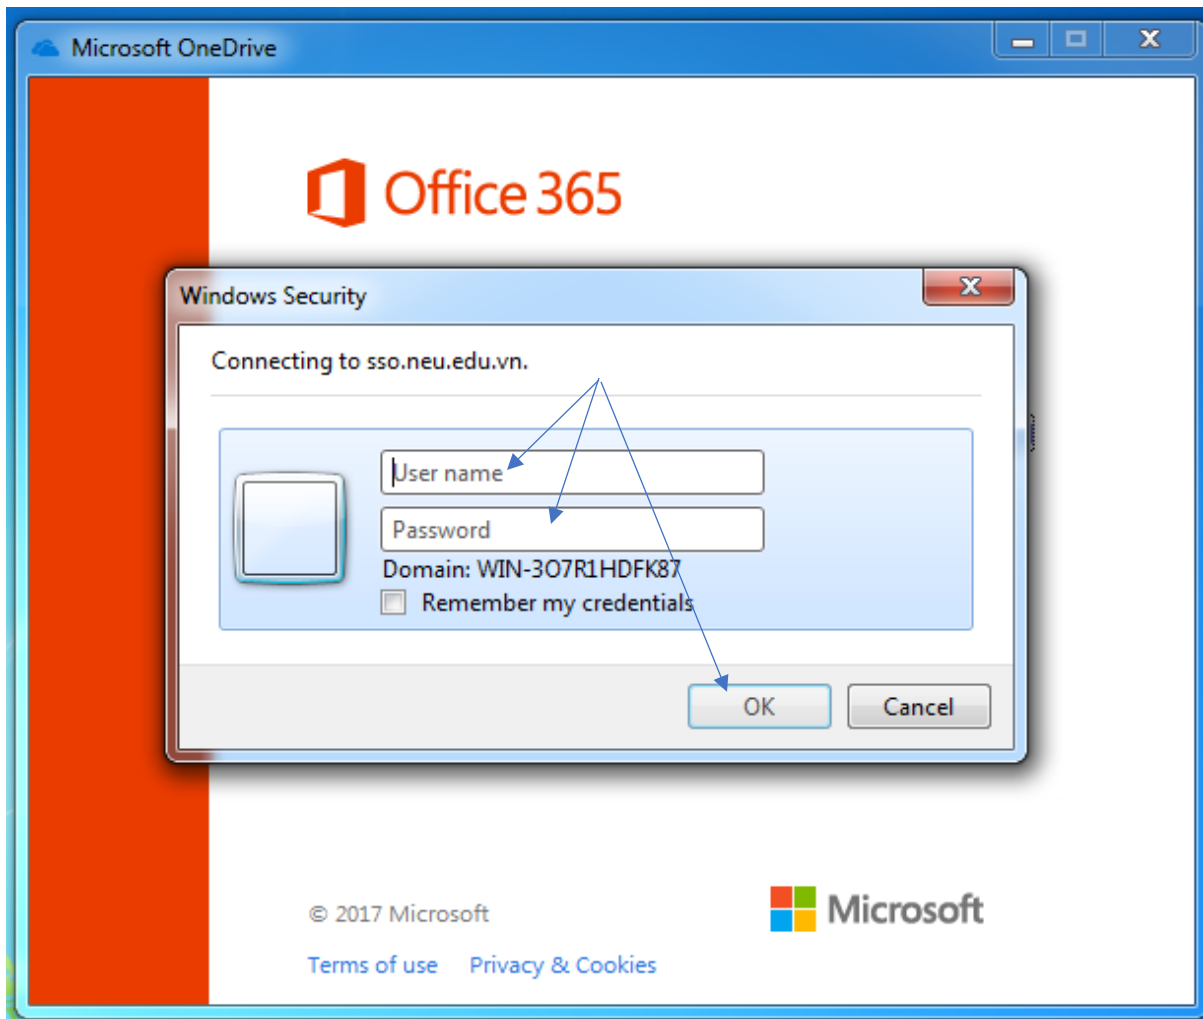 Microsoft OneDrive
Office 365
Windows Security
Connecting to sso.neu.edu.vn.
User name
Password
Domain: WIN-3O7R1HDFK87
Remember my credentials
OK Cancel
© 2017 Microsoft
Microsoft
Terms of use Privacy & Cookies